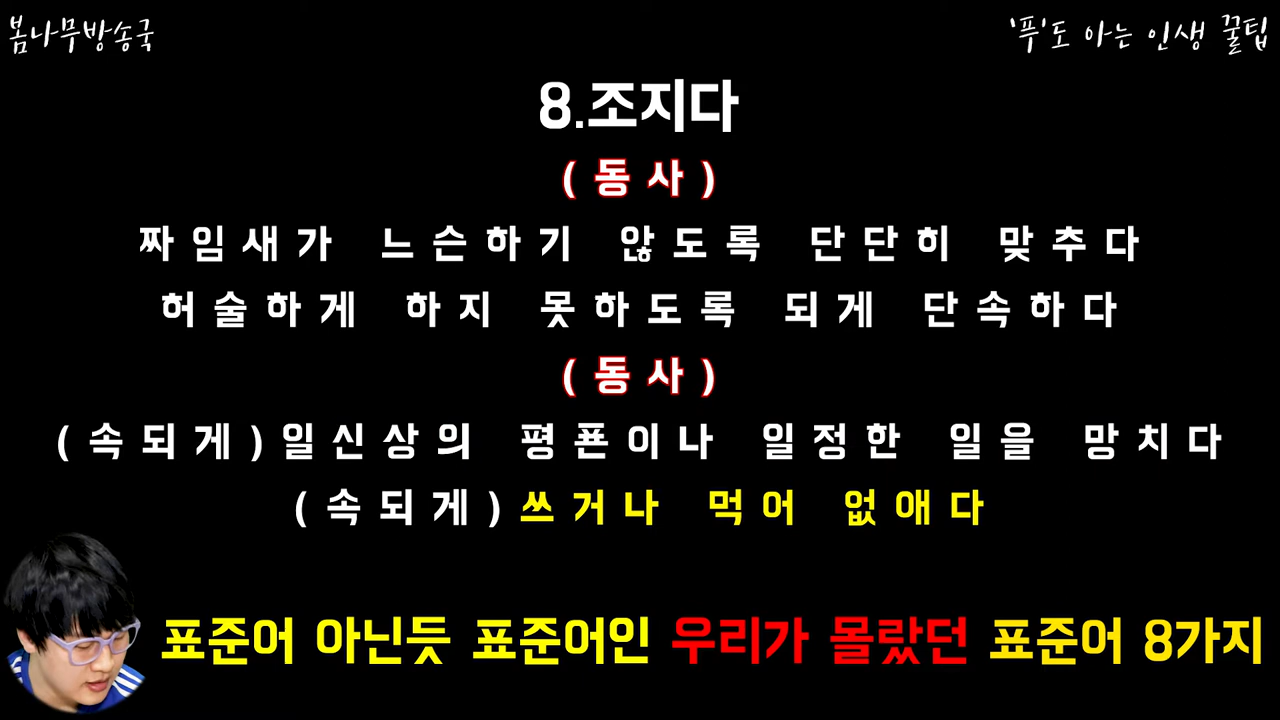 봄나무방송국
'푸'도 아는 인생 꿀팁
8.조지다
(동사)
짜임새가 느슨하기 않도록 단단히 맞추다
허술하게 하지 못하도록 되게 단속하다
(동사)
(속되게)일신상의 평푠이나 일정한 일을 망치다
(속되게)쓰거나 먹어 없애다
표준어 아닌듯 표준어인 우리가 몰랐던 표준어 8가지